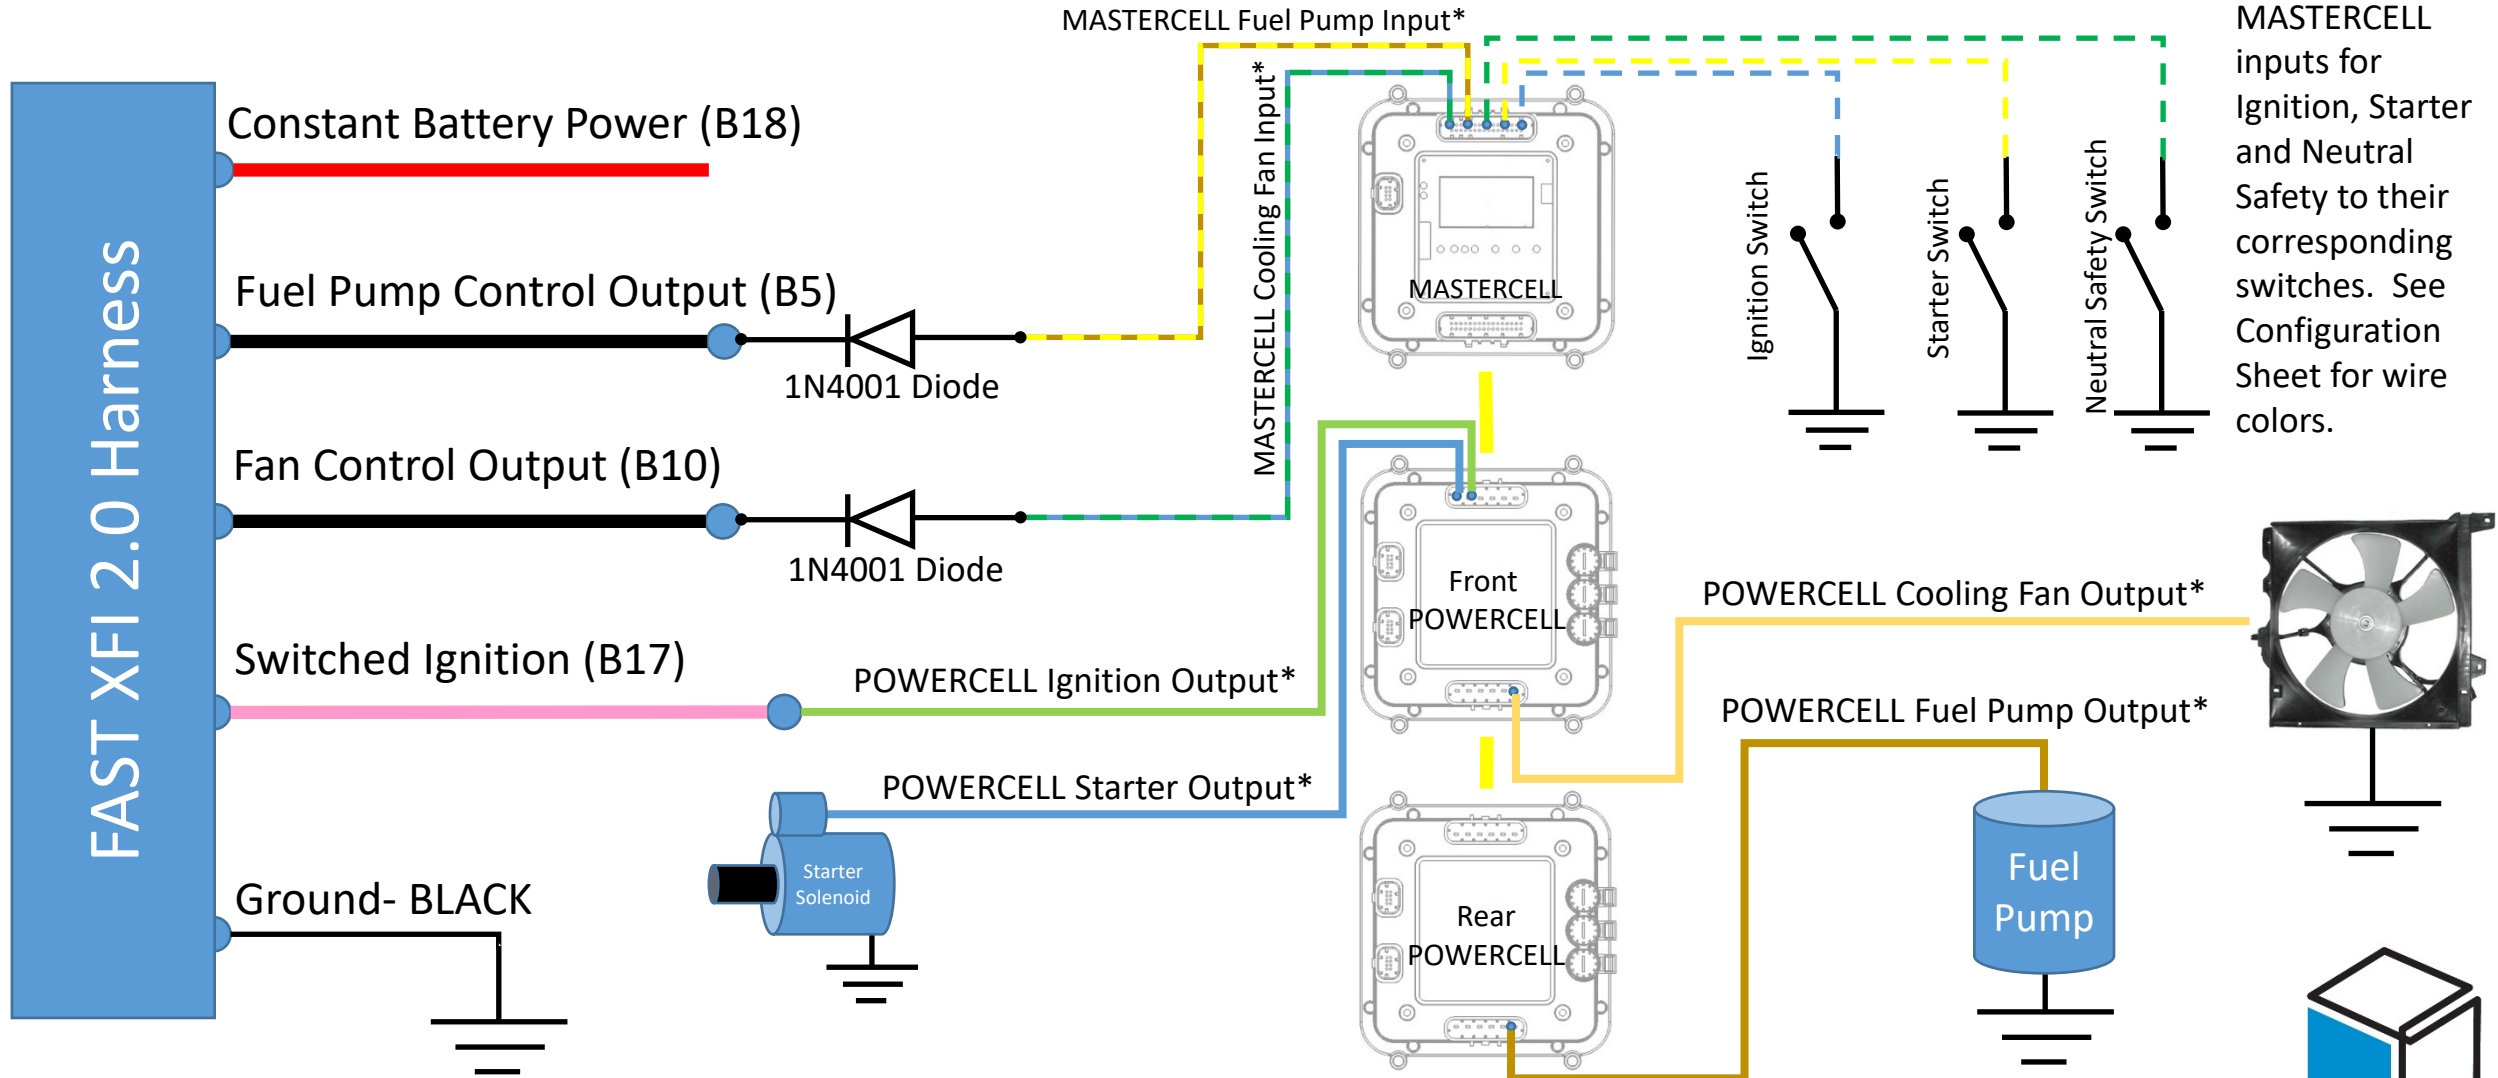 MASTERCELL Fuel Pump Input*
MASTERCELL
inputs for
Ignition, Starter
and Neutral
Safety to their
corresponding
switches.  See
Configuration
Sheet for wire
colors.
FAST XFI 2.0 Harness
Constant Battery Power (B18)
Fuel Pump Control Output (B5)
1N4001 Diode
Fan Control Output (B10)
1N4001 Diode
Switched Ignition (B17)
Ground- BLACK
MASTERCELL Cooling Fan Input*
MASTERCELL
Ignition Switch
Starter Switch
Neutral Safety Switch
Front
POWERCELL
POWERCELL Cooling Fan Output*
POWERCELL Ignition Output*
POWERCELL Fuel Pump Output*
POWERCELL Starter Output*
Starter
Solenoid
Rear
POWERCELL
Fuel
Pump